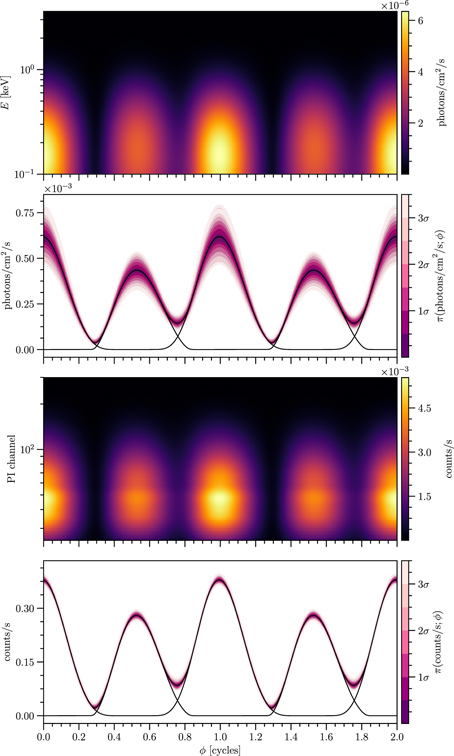 ×10⁻⁶
10⁰
10⁻¹
E [keV]
6
4
2
photons/cm²/s
×10⁻³
0.75
0.50
0.25
0.00
photons/cm²/s
3σ
2σ
1σ
π(photons/cm²/s; ϕ)
×10⁻³
10²
PI channel
4.5
3.0
1.5
counts/s
0.30
0.15
0.00
counts/s
3σ
2σ
1σ
π(counts/s; ϕ)
0.0 0.2 0.4 0.6 0.8 1.0 1.2 1.4 1.6 1.8 2.0
ϕ [cycles]